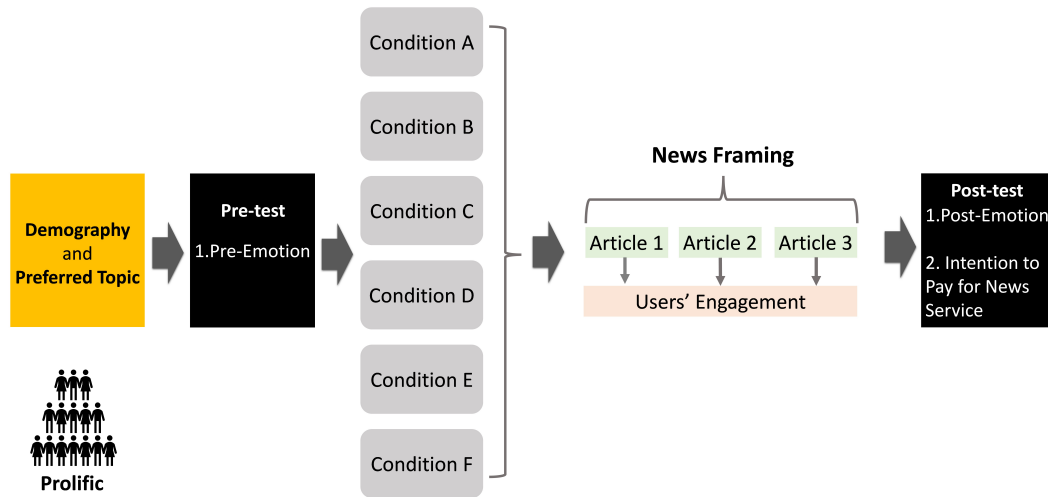 Demography
and
Preferred Topic
Prolific
Pre-test
1.Pre-Emotion
Condition A
Condition B
Condition C
Condition D
Condition E
Condition F
News Framing
Article 1
Article 2
Article 3
Users’ Engagement
Post-test
1.Post-Emotion
2. Intention to
Pay for News
Service